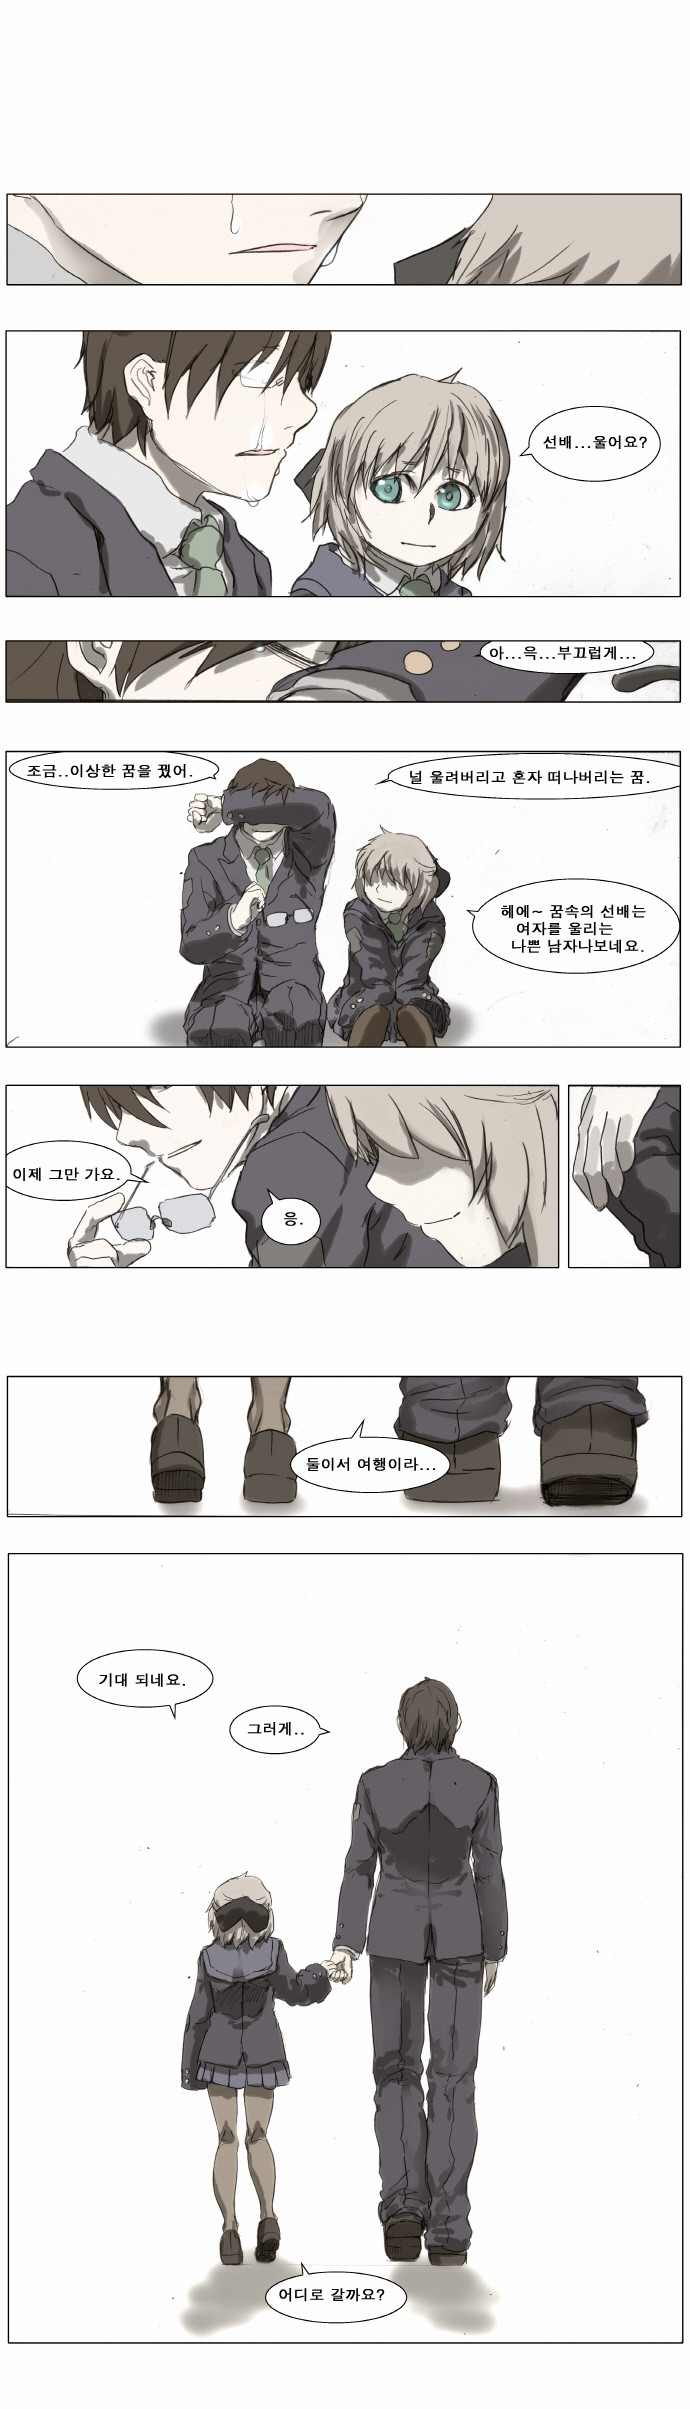 선배...울어요?
아...윽...부끄럽게...
조금..이상한 꿈을 꿨어.
널 울려버리고 혼자 떠나버리는 꿈.
헤에~ 꿈속의 선배는
여자를 울리는
나쁜 남자나보네요.
이제 그만 가요.
응.
둘이서 여행이라...
기대 되네요.
그러게..
어디로 갈까요?